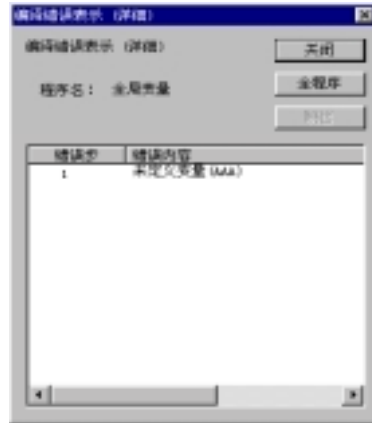 编译错误表示 (详细)
编译错误表示 (详细)
关闭
程序名： 全局变量
全程序
错误步 错误内容
1 未定义变量 (AAA)